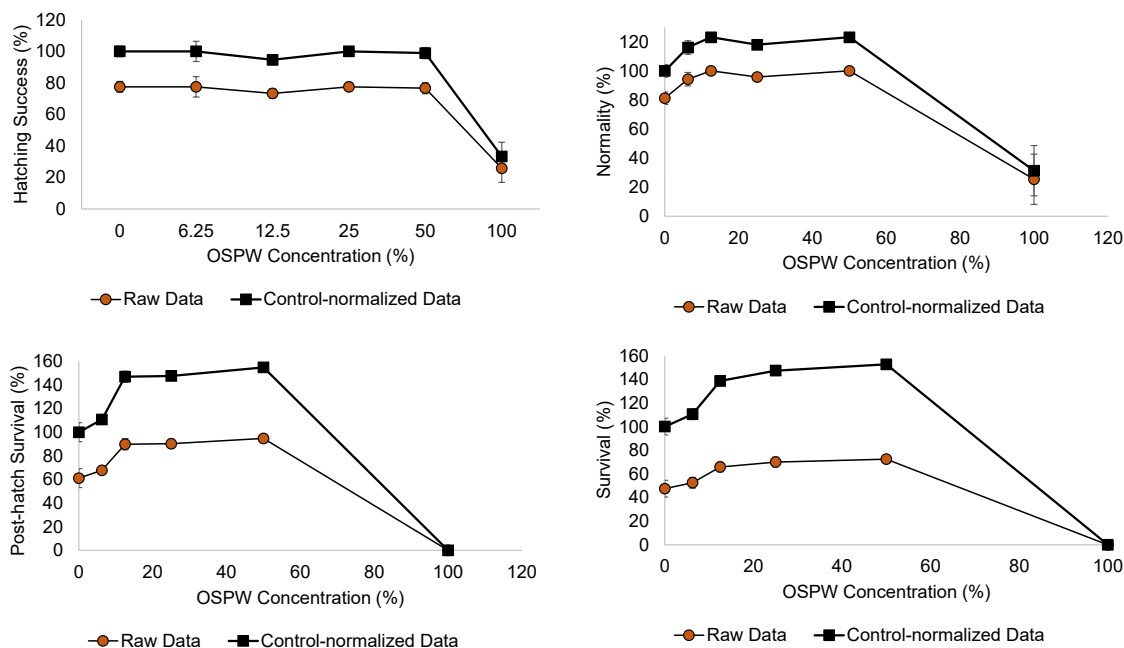 Hatching Success (%)
120
100
80
60
40
20
0
0 6.25 12.5 25 50 100
OSPW Concentration (%)
Raw Data Control-normalized Data
Normality (%)
120
100
80
60
40
20
0
0 20 40 60 80 100 120
OSPW Concentration (%)
Raw Data Control-normalized Data
Post-hatch Survival (%)
160
140
120
100
80
60
40
20
0
0 20 40 60 80 100 120
OSPW Concentration (%)
Raw Data Control-normalized Data
Survival (%)
160
140
120
100
80
60
40
20
0
0 20 40 60 80 100
OSPW Concentration (%)
Raw Data Control-normalized Data